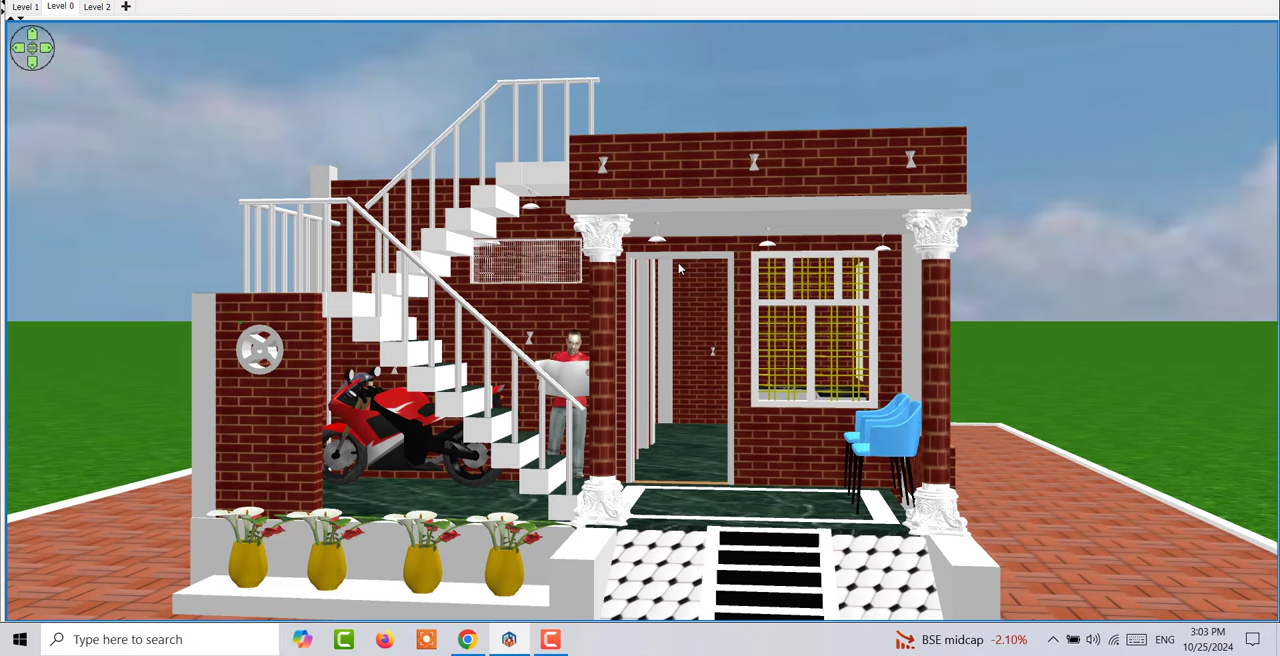 Level 1 Level 0 Level 2
Type here to search
BSE midcap -2.10%
ENG
3:03 PM
10/25/2024